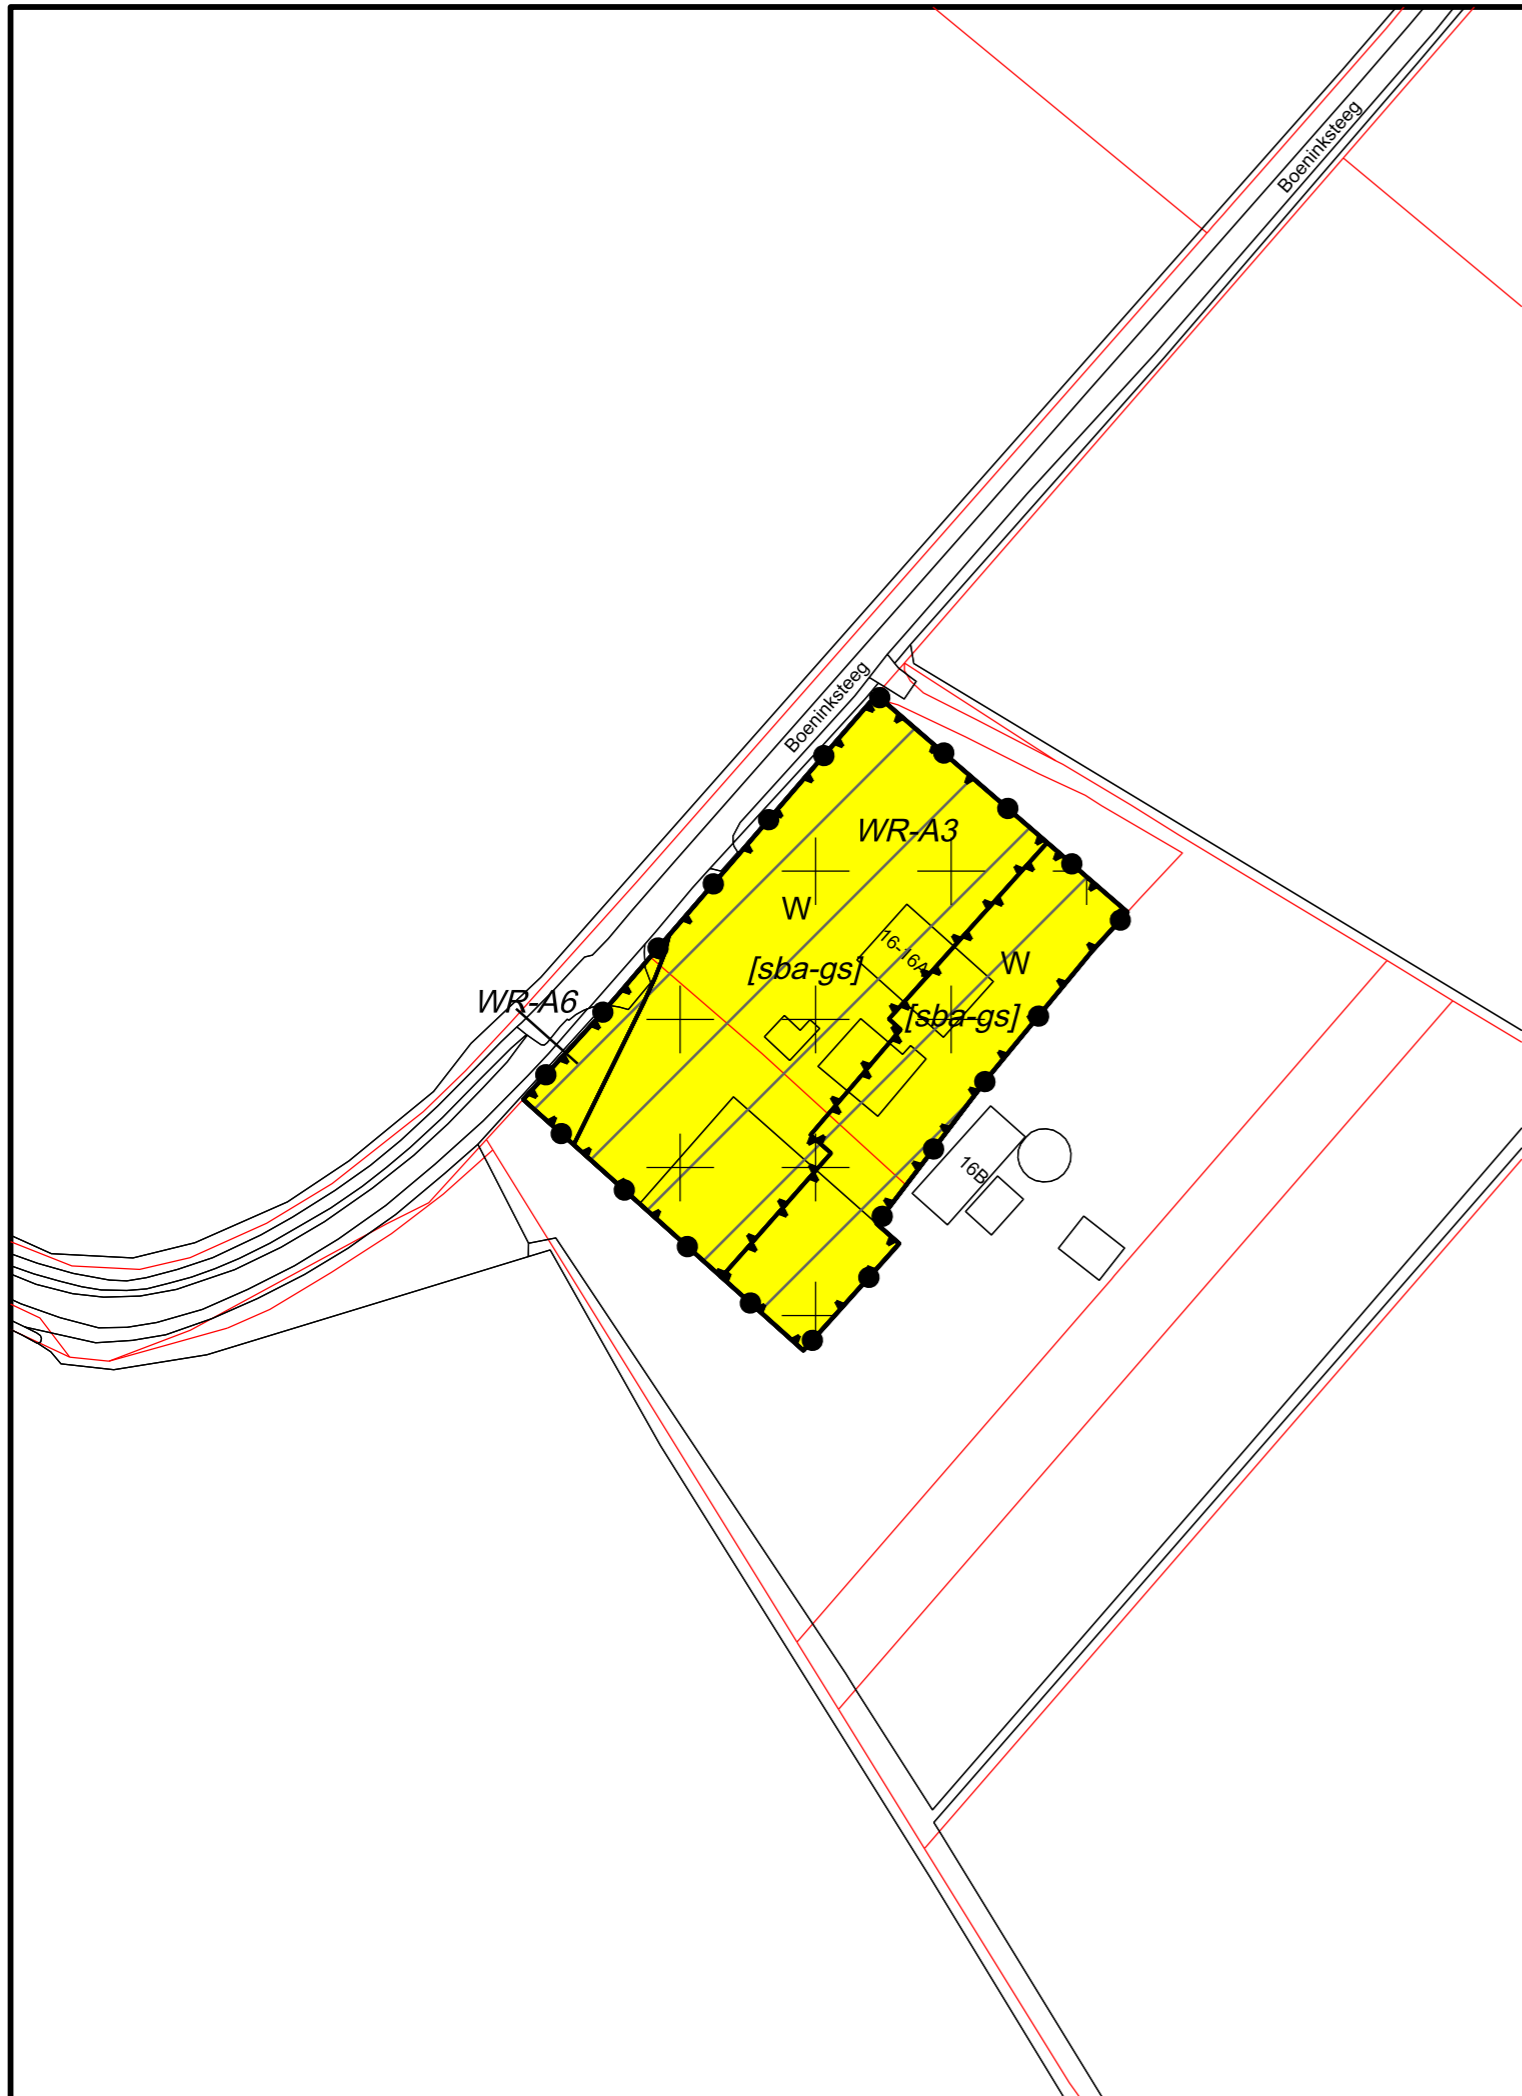 Boeninksteeg
Boeninksteeg
WR-A3
W
16-16A
W
[sba-gs]
WR-A6
[sba-gs]
16B